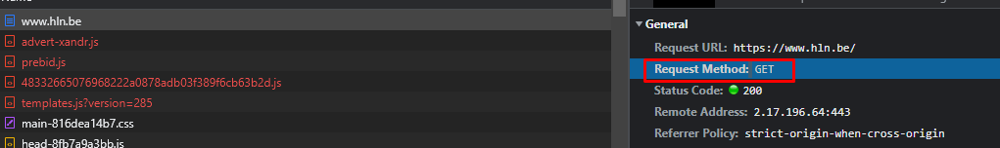 www.hln.be
advert-xandr.js
prebid.js
48332665076968222a0878adb03f389f6cb63b2d.js
templates.js?version=285
main-816dea14b7.css
head-8fb7a9a3bb.js
General
Request URL: https://www.hln.be/
Request Method: GET
Status Code: 200
Remote Address: 2.17.196.64:443
Referrer Policy: strict-origin-when-cross-origin